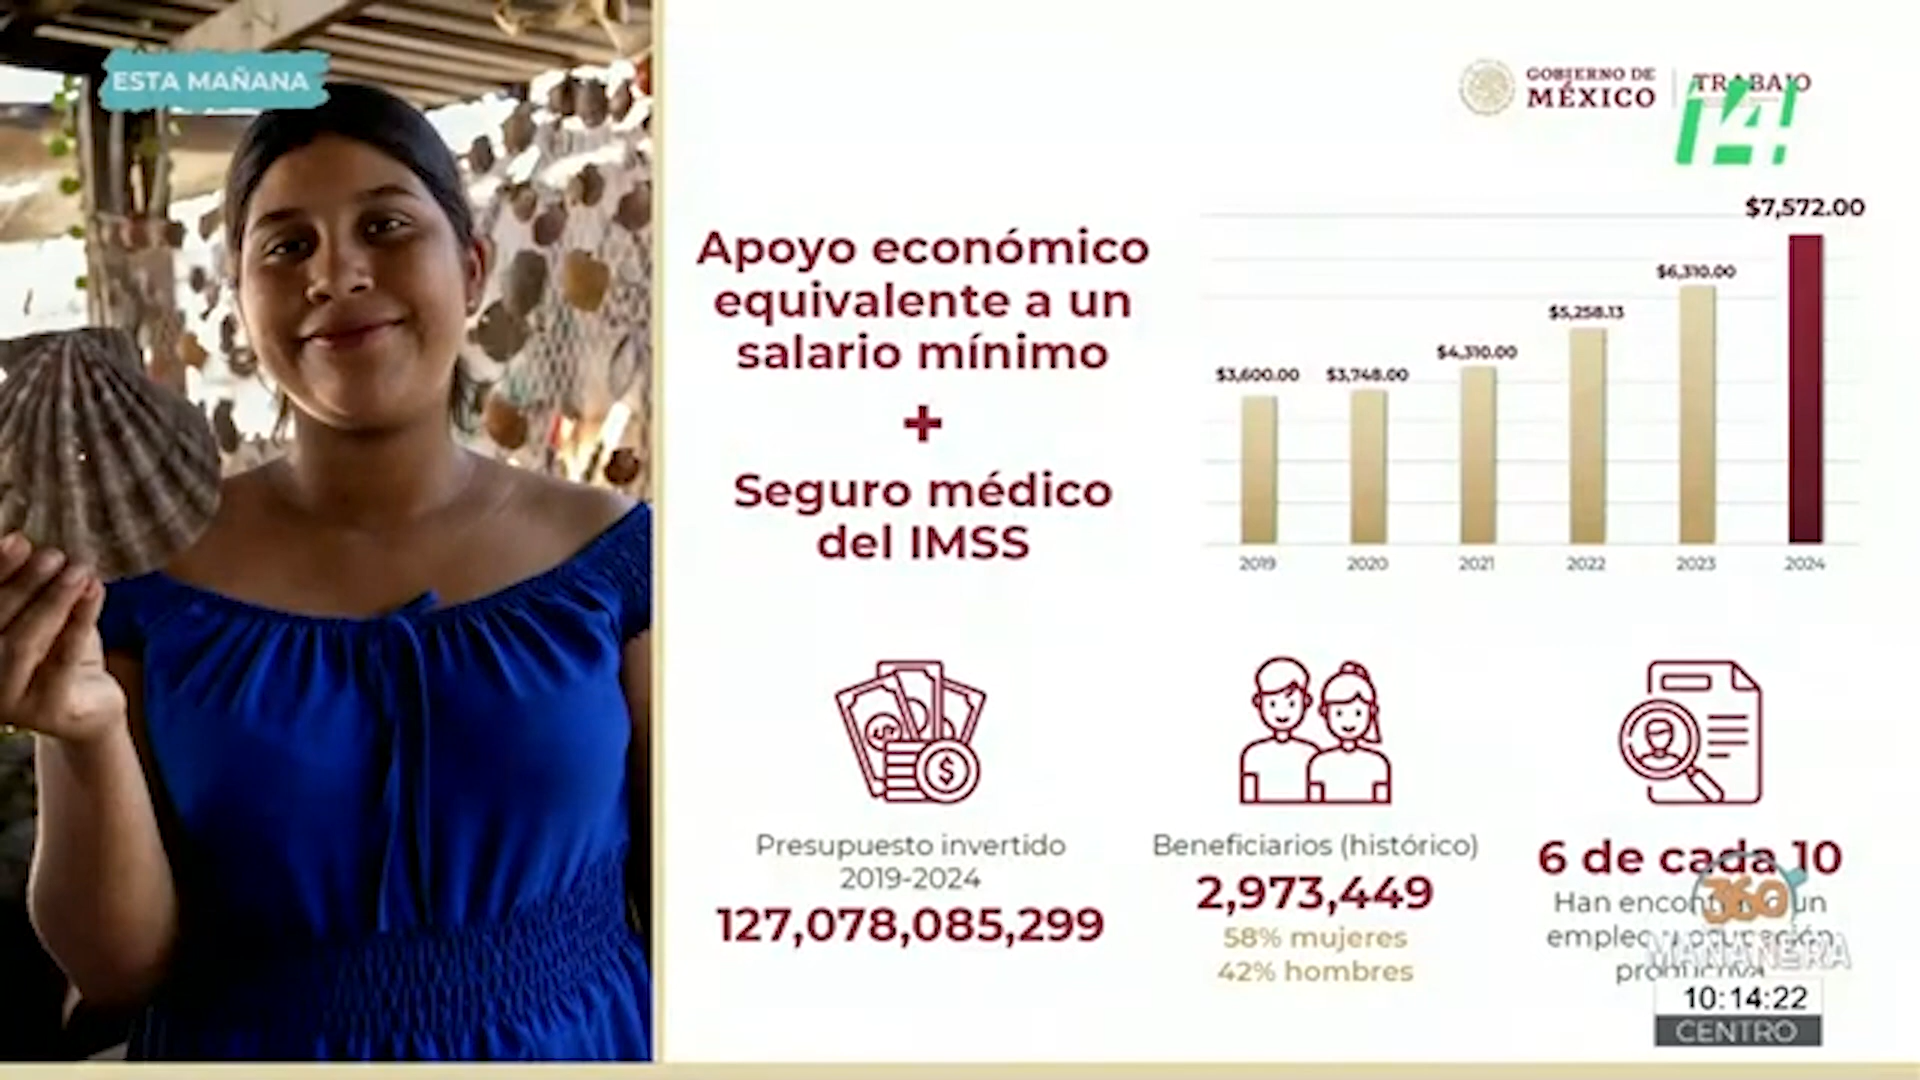 ESTA MAÑANA
GOBIERNO DE
MÉXICO
TRABAJO
14!
Apoyo económico
equivalente a un
salario mínimo
+
Seguro médico
del IMSS
$3,600.00
$3,748.00
$4,310.00
$5,258.13
$6,310.00
$7,572.00
2019
2020
2021
2022
2023
2024
Presupuesto invertido
2019-2024
127,078,085,299
Beneficiarios (histórico)
2,973,449
58% mujeres
42% hombres
6 de cada 10
Han un
360
MAÑANERA
10:14:22
CENTRO